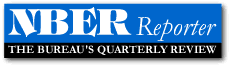 NBER Reporter
THE BUREAU'S QUARTERLY REVIEW